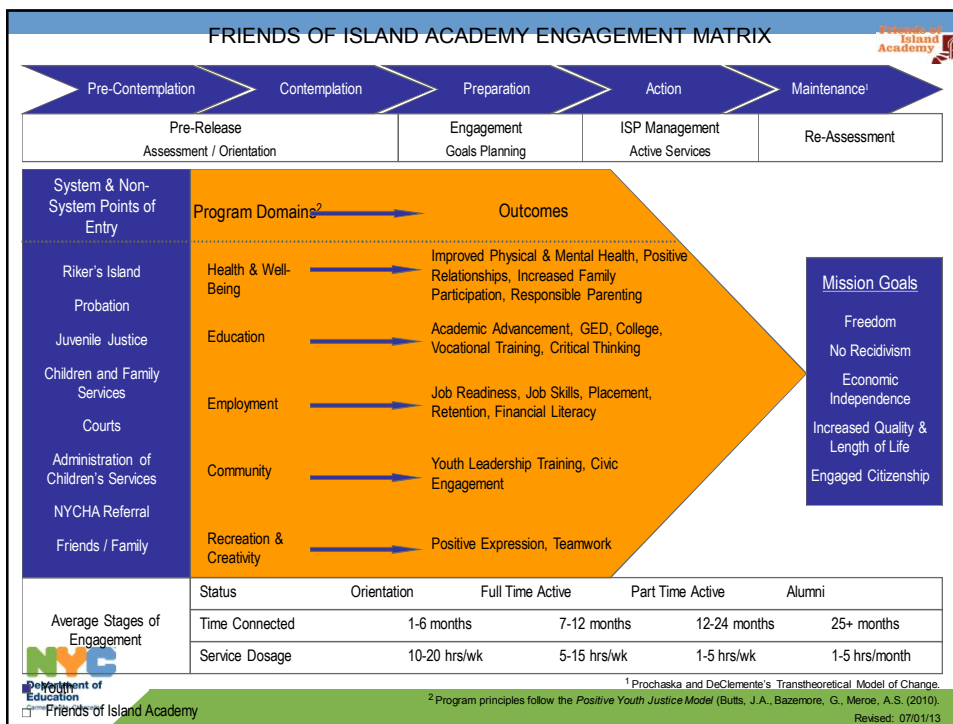 FRIENDS OF ISLAND ACADEMY ENGAGEMENT MATRIX
Friends of
Island
Academy
Pre-Contemplation
Contemplation
Preparation
Action
Maintenance1
Pre-Release
Assessment / Orientation
Engagement
Goals Planning
ISP Management
Active Services
Re-Assessment
System & Non-
System Points of
Entry
Program Domains2
Outcomes
Riker's Island
Probation
Juvenile Justice
Children and Family
Services
Courts
Administration of
Children's Services
NYCHA Referral
Friends / Family
Health & Well-
Being
Improved Physical & Mental Health, Positive
Relationships, Increased Family
Participation, Responsible Parenting
Education
Academic Advancement, GED, College,
Vocational Training, Critical Thinking
Employment
Job Readiness, Job Skills, Placement,
Retention, Financial Literacy
Community
Youth Leadership Training, Civic
Engagement
Recreation &
Creativity
Positive Expression, Teamwork
Mission Goals
Freedom
No Recidivism
Economic
Independence
Increased Quality &
Length of Life
Engaged Citizenship
Average Stages of
Engagement
Status Orientation Full Time Active Part Time Active Alumni
Time Connected 1-6 months 7-12 months 12-24 months 25+ months
Service Dosage 10-20 hrs/wk 5-15 hrs/wk 1-5 hrs/wk 1-5 hrs/month
NYC
Department of
Education
Youth
Friends of Island Academy
1 Prochaska and DeClemente's Transtheoretical Model of Change.
2 Program principles follow the Positive Youth Justice Model (Butts, J.A., Bazemore, G., Meroe, A.S. (2010).
Revised: 07/01/13